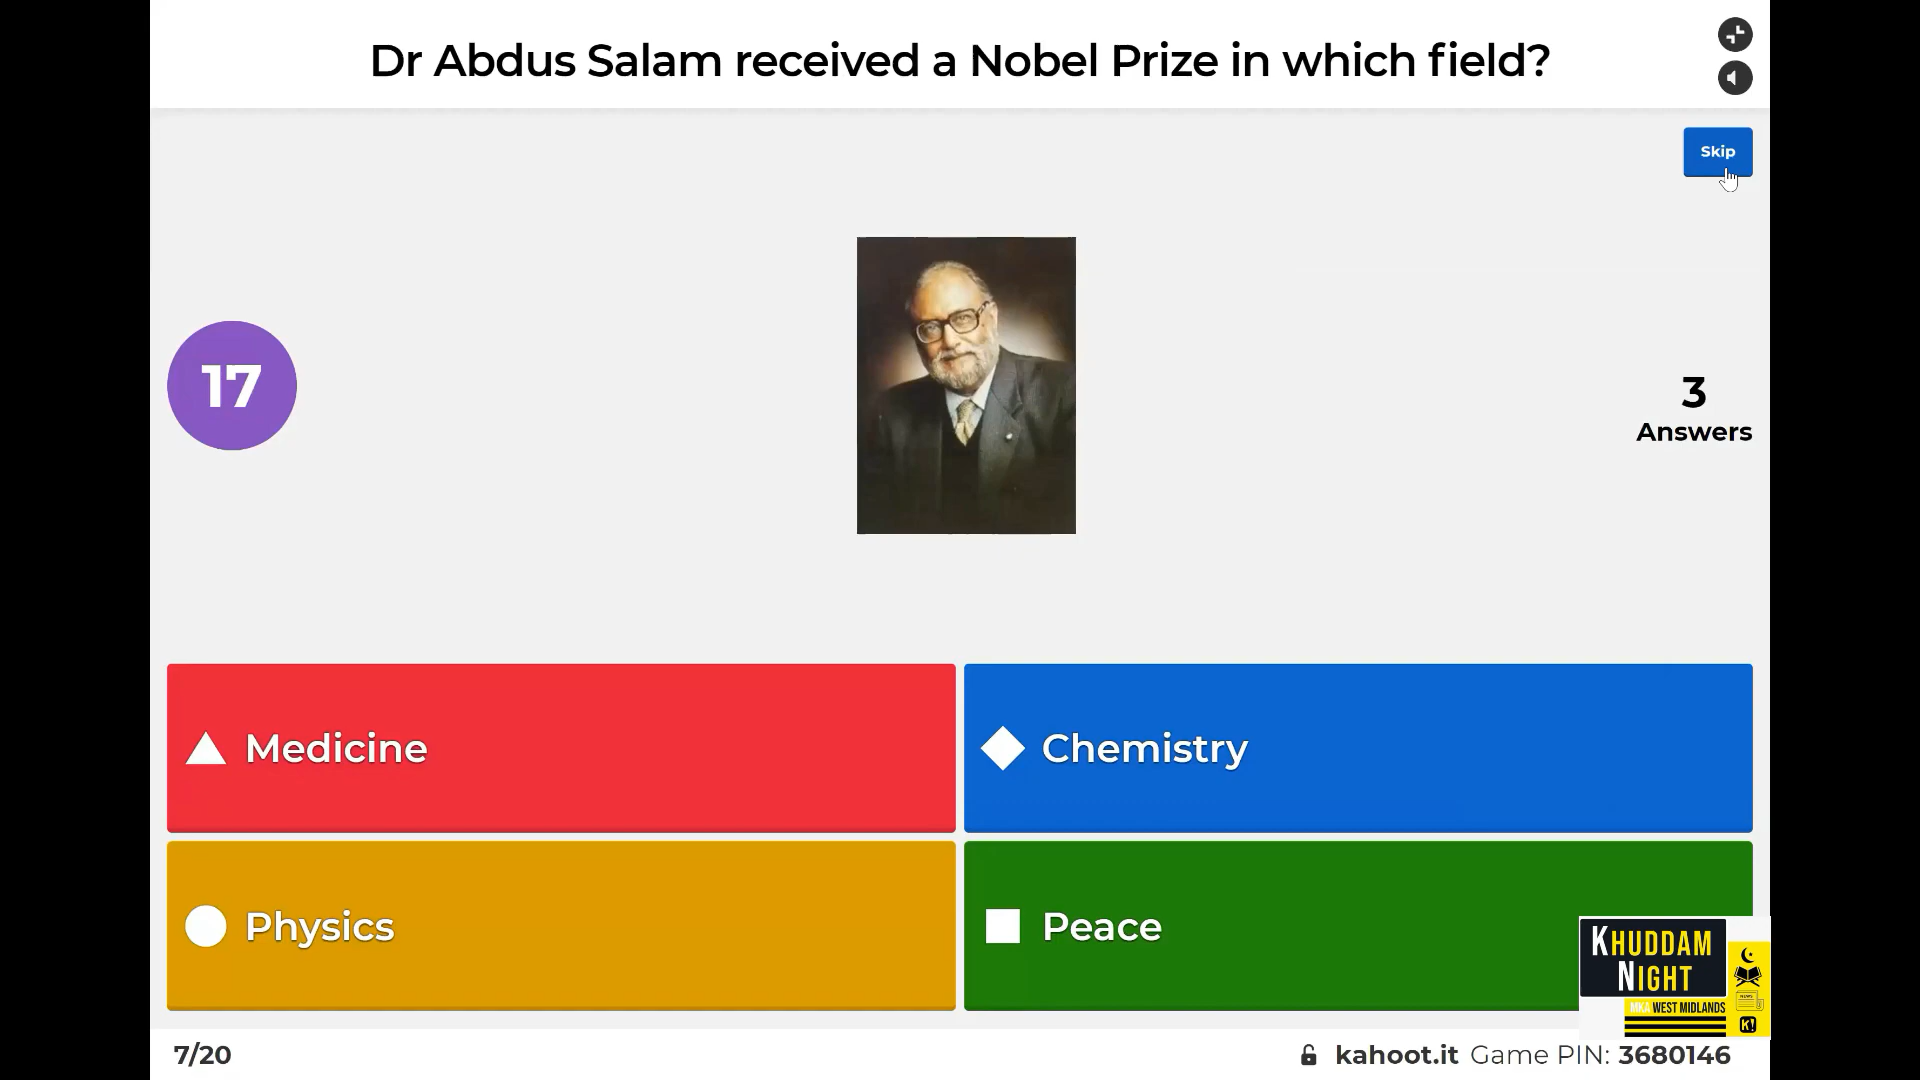 Dr Abdus Salam received a Nobel Prize in which field?
Skip
17
3
Answers
Medicine
Chemistry
Physics
Peace
KHUDDAM
NIGHT
MKA WEST MIDLANDS
NEWS
K!
7/20
kahoot.it Game PIN: 3680146